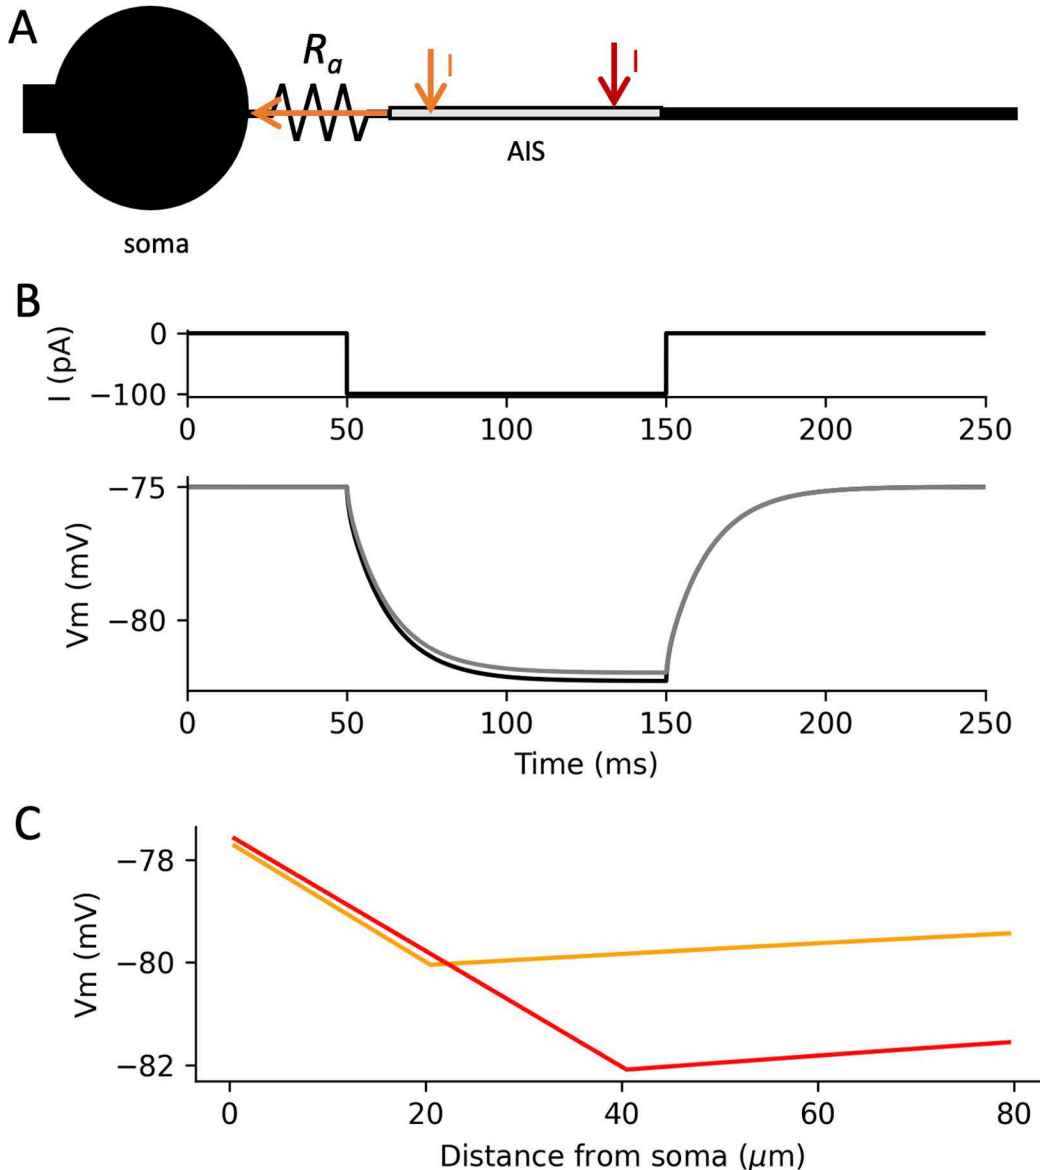 A
Ra
I
I
AIS
soma
B
I (pA)
0
−100
0 50 100 150 200 250
Vm (mV)
−75
−80
0 50 100 150 200 250
Time (ms)
C
Vm (mV)
−78
−80
−82
0 20 40 60 80
Distance from soma (μm)